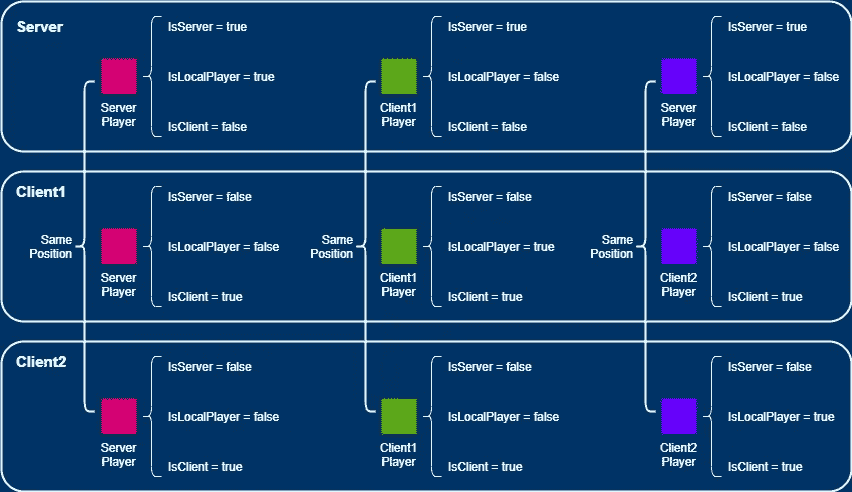 Server
IsServer = true
IsServer = true
IsServer = true
IsLocalPlayer = true
IsLocalPlayer = false
IsLocalPlayer = false
Server
Player
Client1
Player
Server
Player
IsClient = false
IsClient = false
IsClient = false
Client1
IsServer = false
IsServer = false
IsServer = false
Same
Position
IsLocalPlayer = false
Same
Position
IsLocalPlayer = true
Same
Position
IsLocalPlayer = false
Server
Player
Client1
Player
Client2
Player
IsClient = true
IsClient = true
IsClient = true
Client2
IsServer = false
IsServer = false
IsServer = false
IsLocalPlayer = false
IsLocalPlayer = false
IsLocalPlayer = true
Server
Player
Client1
Player
Client2
Player
IsClient = true
IsClient = true
IsClient = true